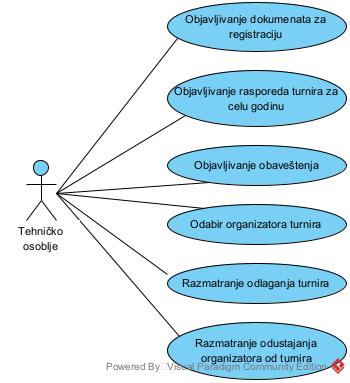 Objavljivanje dokumenata za
registraciju
Objavljivanje rasporeda turnira za
celu godinu
Objavljivanje obaveštenja
Odabir organizatora turnira
Tehničko
osoblje
Razmatranje odlaganja turnira
Razmatranje odustajanja
organizatora od turnira
Powered By Visual Paradigm Community Edition